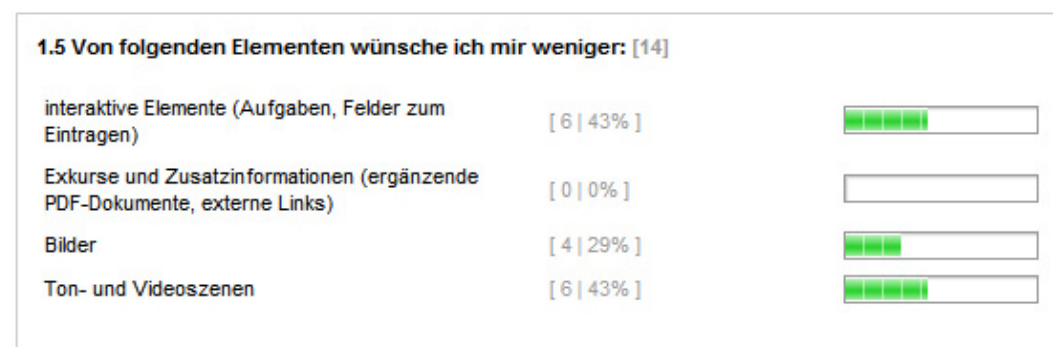 1.5 Von folgenden Elementen wünsche ich mir weniger: [14]
interaktive Elemente (Aufgaben, Felder zum
Eintragen)
[ 6 | 43% ]
Exkurse und Zusatzinformationen (ergänzende
PDF-Dokumente, externe Links)
[ 0 | 0% ]
Bilder [ 4 | 29% ]
Ton- und Videoszenen [ 6 | 43% ]